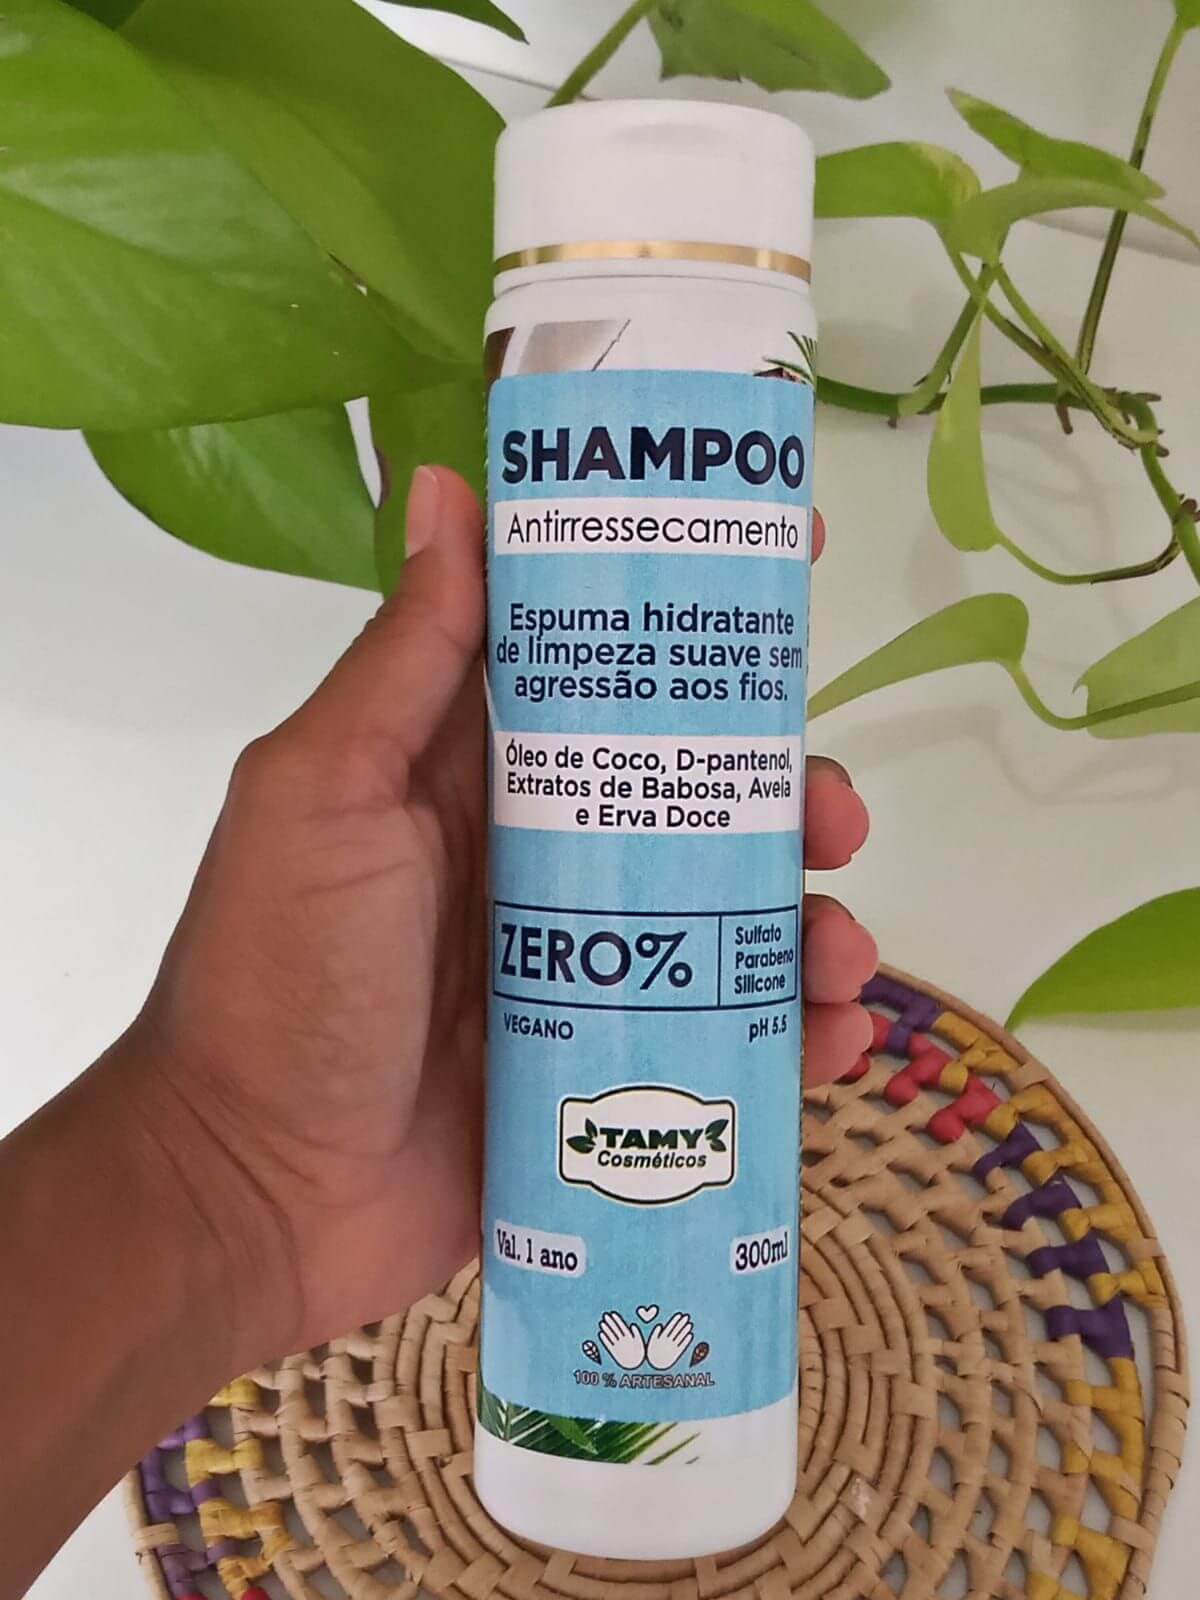 SHAMPOO
Antirressecamento
Espuma hidratante
de limpeza suave sem
agressão aos fios.
Óleo de Coco, D-pantenol,
Extratos de Babosa, Aveia
e Erva Doce
ZERO%
Sulfato
Parabeno
Silicone
VEGANO
pH 5.5
TAMY
Cosméticos
Val. 1 ano
300ml
100 % ARTESANAL